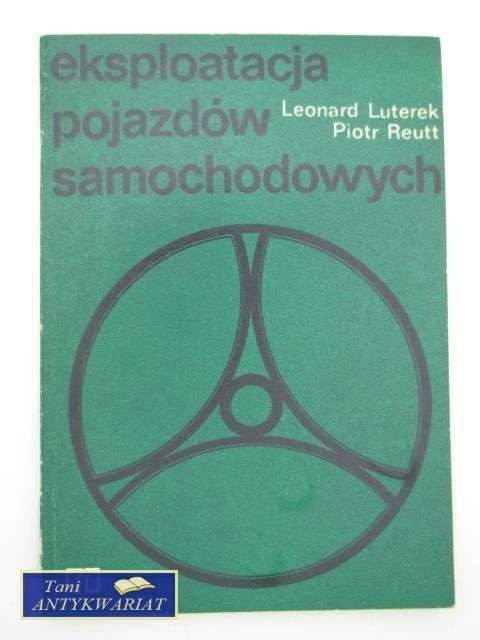 eksploatacja
pojazdów
samochodowych
Leonard Luterek
Piotr Reutt
Tani
ANTYKWARIAT